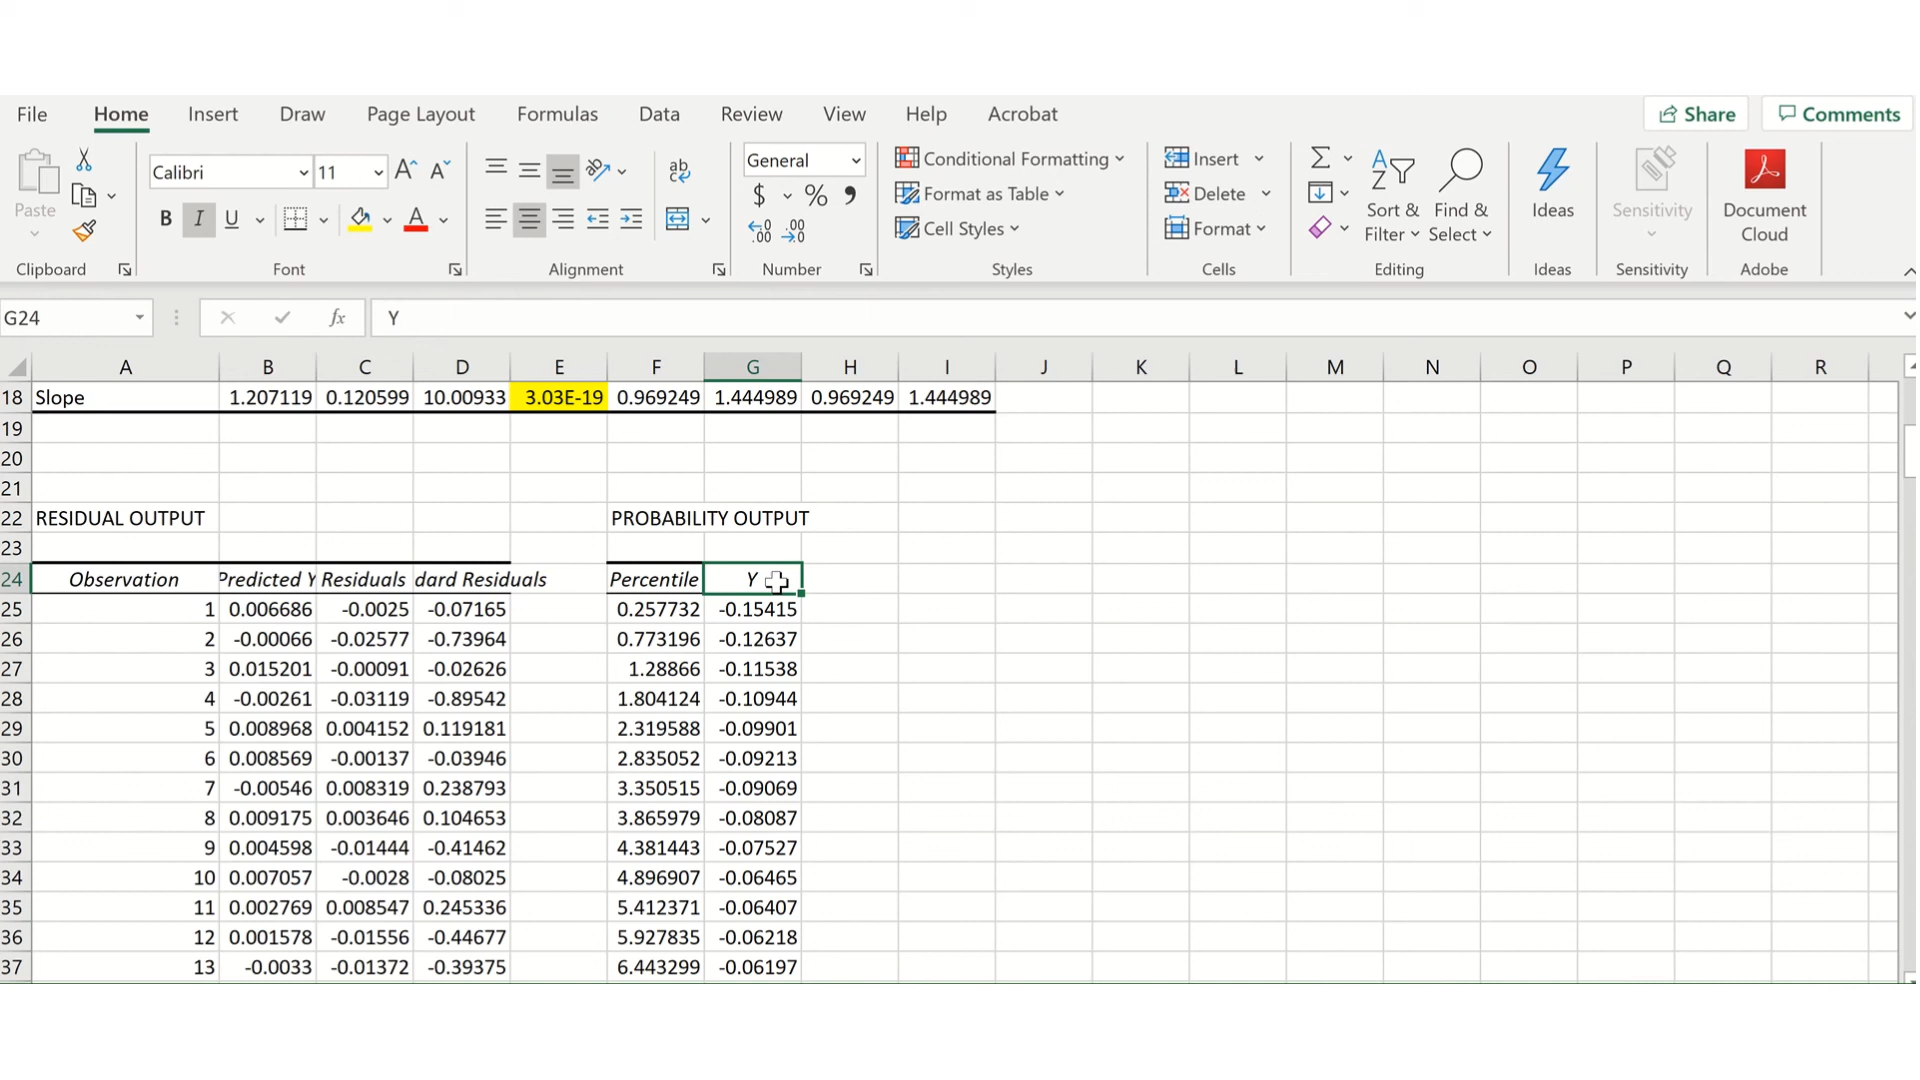 File Home Insert Draw Page Layout Formulas Data Review View Help Acrobat Share Comments
Paste Calibri 11 A A ab General Conditional Formatting Insert Σ A Z
B I U A $ % , Format as Table Delete Sort & Find & Ideas Sensitivity Document
.00 .00 Cell Styles Format Filter Select Cloud
Clipboard Font Alignment Number Styles Cells Editing Ideas Sensitivity Adobe
G24 fx Y
A B C D E F G H I J K L M N O P Q R
18 Slope 1.207119 0.120599 10.00933 3.03E-19 0.969249 1.444989 0.969249 1.444989
19
20
21
22 RESIDUAL OUTPUT PROBABILITY OUTPUT
23
24 Observation Predicted Y Residuals dard Residuals Percentile Y
25 1 0.006686 -0.0025 -0.07165 0.257732 -0.15415
26 2 -0.00066 -0.02577 -0.73964 0.773196 -0.12637
27 3 0.015201 -0.00091 -0.02626 1.28866 -0.11538
28 4 -0.00261 -0.03119 -0.89542 1.804124 -0.10944
29 5 0.008968 0.004152 0.119181 2.319588 -0.09901
30 6 0.008569 -0.00137 -0.03946 2.835052 -0.09213
31 7 -0.00546 0.008319 0.238793 3.350515 -0.09069
32 8 0.009175 0.003646 0.104653 3.865979 -0.08087
33 9 0.004598 -0.01444 -0.41462 4.381443 -0.07527
34 10 0.007057 -0.0028 -0.08025 4.896907 -0.06465
35 11 0.002769 0.008547 0.245336 5.412371 -0.06407
36 12 0.001578 -0.01556 -0.44677 5.927835 -0.06218
37 13 -0.0033 -0.01372 -0.39375 6.443299 -0.06197